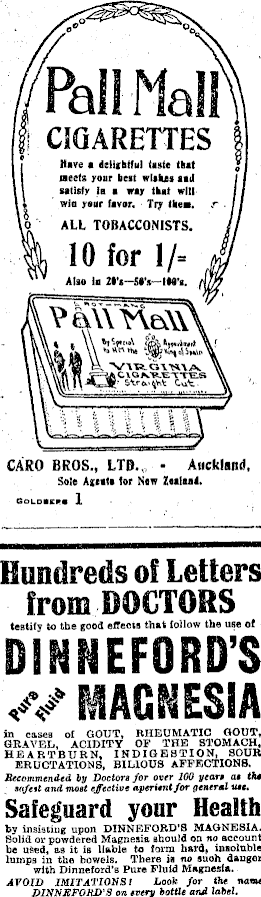 Pall Mall
CIGARETTES
Have a delightful taste that
meets your best wishes and
satisfy in a way that will
win your favor. Try them.
ALL TOBACCONISTS.
10 for 1/=
Also in 20's—50's—100's.
Pall Mall
By Special Appointment
to H.M the King of Spain
VIRGINIA
CIGARETTES
Straight Cut
CARO BROS., LTD., - Auckland,
Sole Agents for New Zealand.
GOLDBERG 1
Hundreds of Letters
from DOCTORS
testify to the good effects that follow the use of
DINNEFORD'S
Pure Fluid MAGNESIA
in cases of GOUT, RHEUMATIC GOUT,
GRAVEL, ACIDITY OF THE STOMACH,
HEARTBURN, INDIGESTION, SOUR
ERUCTATIONS, BILIOUS AFFECTIONS.
Recommended by Doctors for over 100 years as the
safest and most effective aperient for general use.
Safeguard your Health
by insisting upon DINNEFORD'S MAGNESIA.
Solid or powdered Magnesia should on no account
be used, as it is liable to form hard, insoluble
lumps in the bowels. There is no such danger
with Dinneford's Pure Fluid Magnesia.
AVOID IMITATIONS! Look for the name
DINNEFORD'S on every bottle and label.